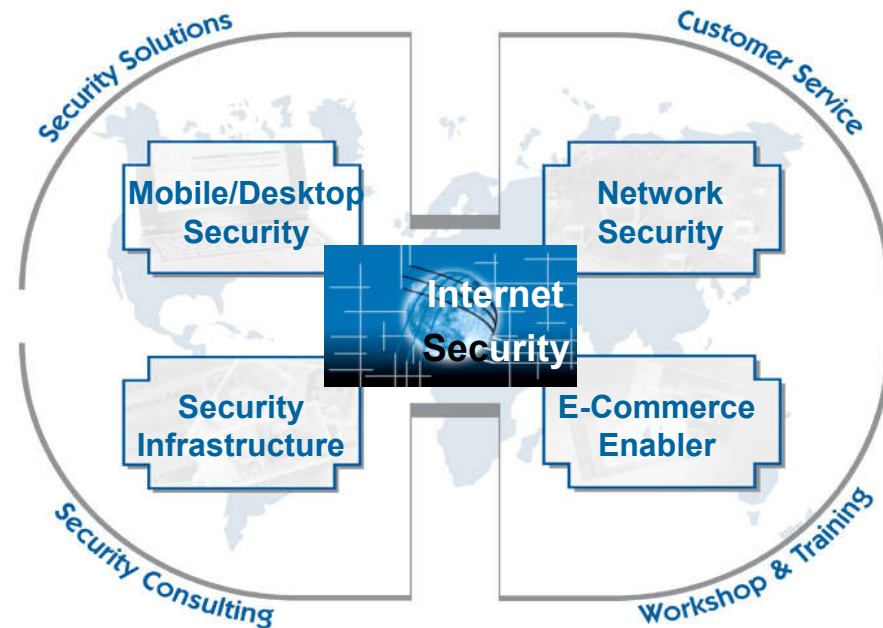 Security Solutions
Customer Service
Mobile/Desktop
Security
Network
Security
Internet
Security
Security
Infrastructure
E-Commerce
Enabler
Security Consulting
Workshop & Training